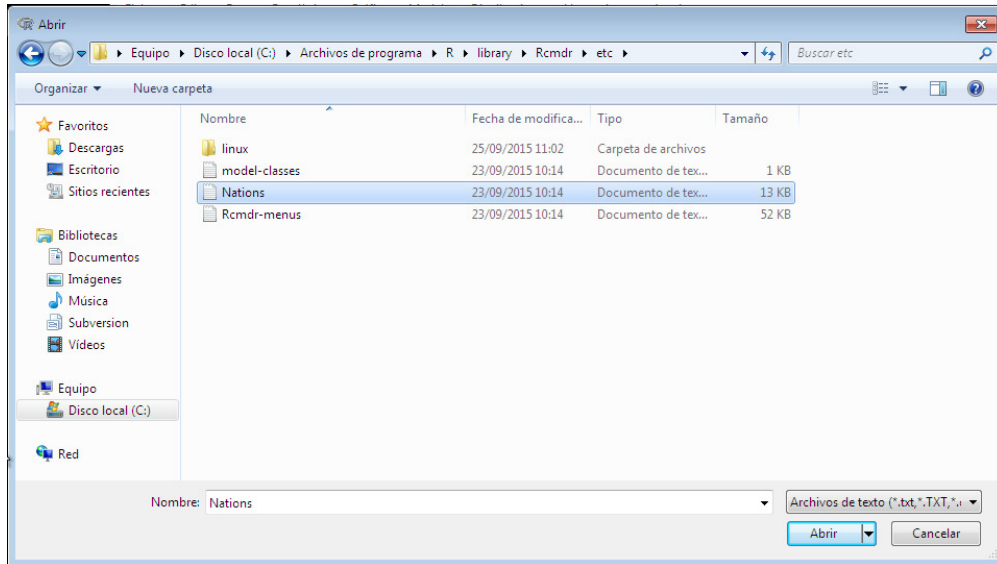 Abrir
Equipo Disco local (C:) Archivos de programa R library Rcmdr etc Buscar etc
Organizar Nueva carpeta
Nombre Fecha de modifica... Tipo Tamaño
Favoritos
Descargas
Escritorio
Sitios recientes
Bibliotecas
Documentos
Imágenes
Música
Subversion
Vídeos
Equipo
Disco local (C:)
Red
linux 25/09/2015 11:02 Carpeta de archivos
model-classes 23/09/2015 10:14 Documento de tex... 1 KB
Nations 23/09/2015 10:14 Documento de tex... 13 KB
Rcmdr-menus 23/09/2015 10:14 Documento de tex... 52 KB
Nombre: Nations Archivos de texto (*.txt,*.TXT,*.
Abrir Cancelar